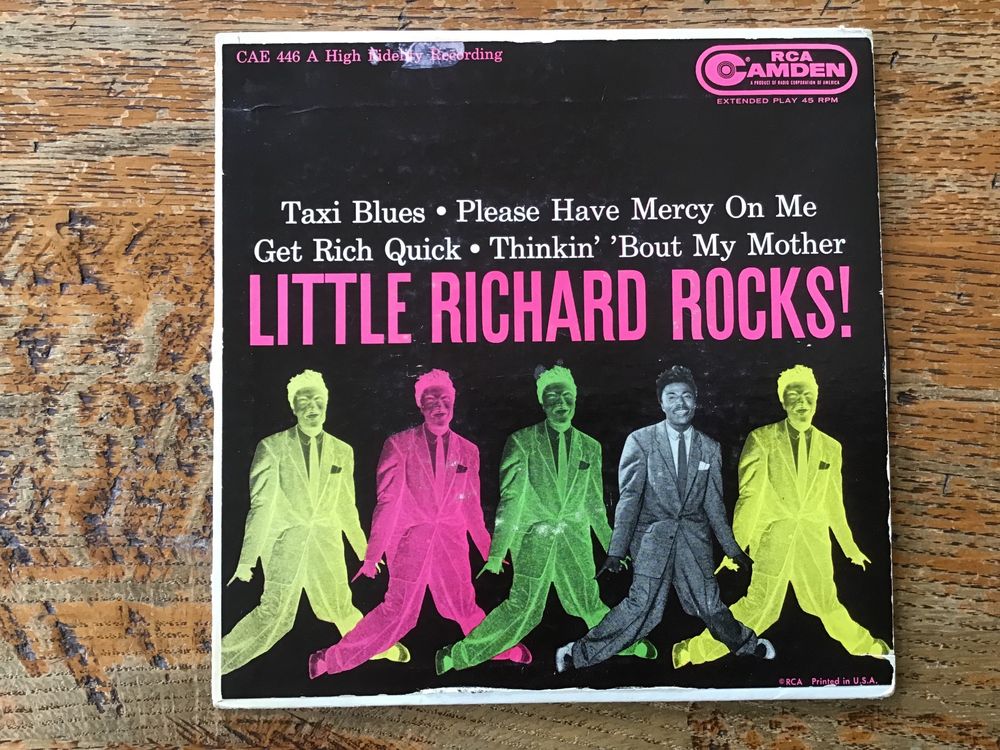 CAE 446 A High Fidelity Recording
RCA
CAMDEN
A PRODUCT OF RADIO CORPORATION OF AMERICA
EXTENDED PLAY 45 RPM
Taxi Blues • Please Have Mercy On Me
Get Rich Quick • Thinkin' 'Bout My Mother
LITTLE RICHARD ROCKS!
©RCA Printed in U.S.A.